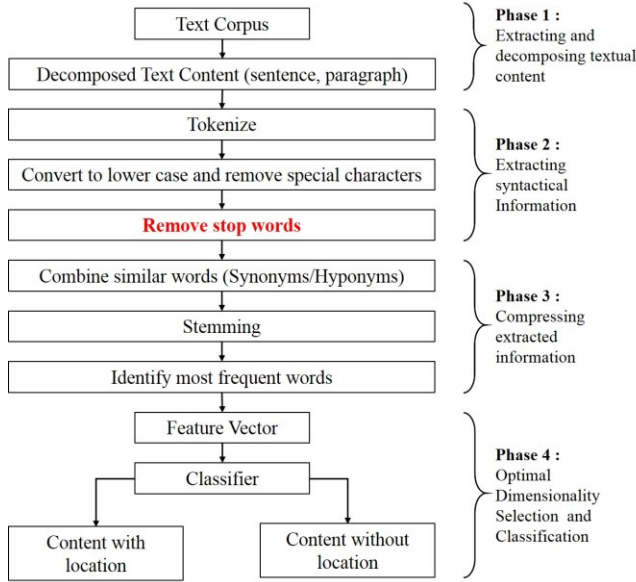 Text Corpus
Decomposed Text Content (sentence, paragraph)
Phase 1 :
Extracting and
decomposing textual
content
Tokenize
Convert to lower case and remove special characters
Remove stop words
Phase 2 :
Extracting
syntactical
Information
Combine similar words (Synonyms/Hyponyms)
Stemming
Identify most frequent words
Phase 3 :
Compressing
extracted
information
Feature Vector
Classifier
Content with
location
Content without
location
Phase 4 :
Optimal
Dimensionality
Selection and
Classification